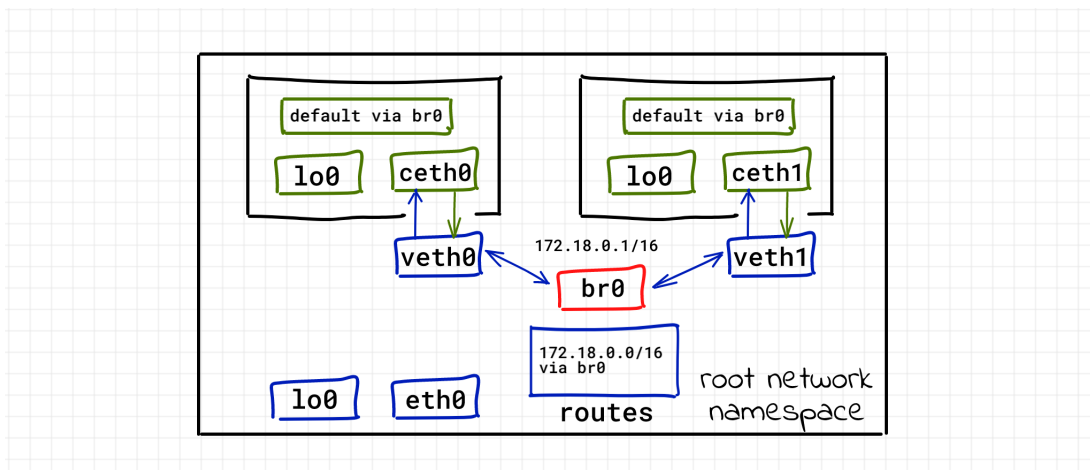 default via br0
default via br0
lo0
ceth0
lo0
ceth1
veth0
172.18.0.1/16
veth1
br0
172.18.0.0/16
via br0
lo0
eth0
routes
root network
namespace